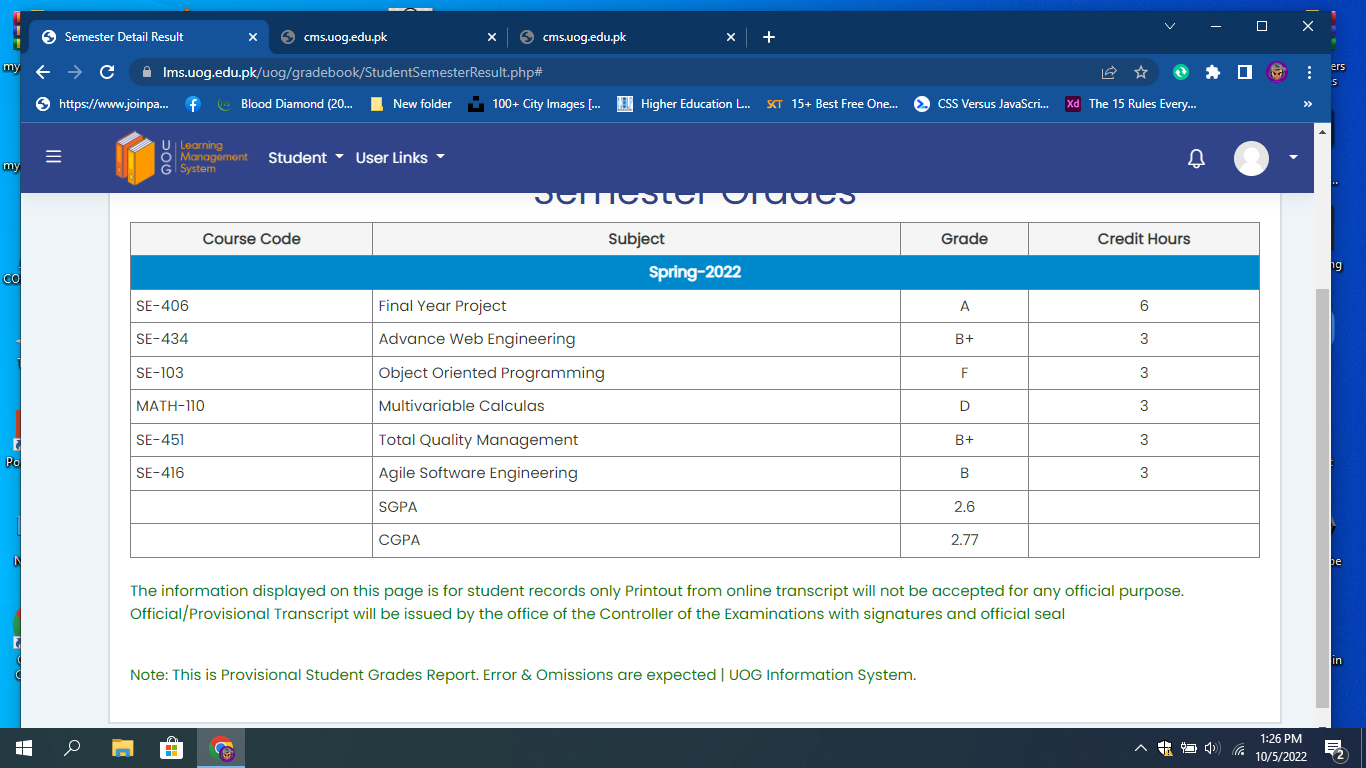 Semester Detail Result
cms.uog.edu.pk
cms.uog.edu.pk
lms.uog.edu.pk/uog/gradebook/StudentSemesterResult.php#
https://www.joinpa...
Blood Diamond (20...
New folder
100+ City Images [...
Higher Education L...
SCT 15+ Best Free One...
CSS Versus JavaScri...
Xd The 15 Rules Every...
»
UOG Learning
Management
System
Student
User Links
Semester Grades
Course Code Subject Grade Credit Hours
Spring-2022
SE-406 Final Year Project A 6
SE-434 Advance Web Engineering B+ 3
SE-103 Object Oriented Programming F 3
MATH-110 Multivariable Calculas D 3
SE-451 Total Quality Management B+ 3
SE-416 Agile Software Engineering B 3
SGPA 2.6
CGPA 2.77
The information displayed on this page is for student records only Printout from online transcript will not be accepted for any official purpose.
Official/Provisional Transcript will be issued by the office of the Controller of the Examinations with signatures and official seal
Note: This is Provisional Student Grades Report. Error & Omissions are expected | UOG Information System.
1:26 PM
10/5/2022
2